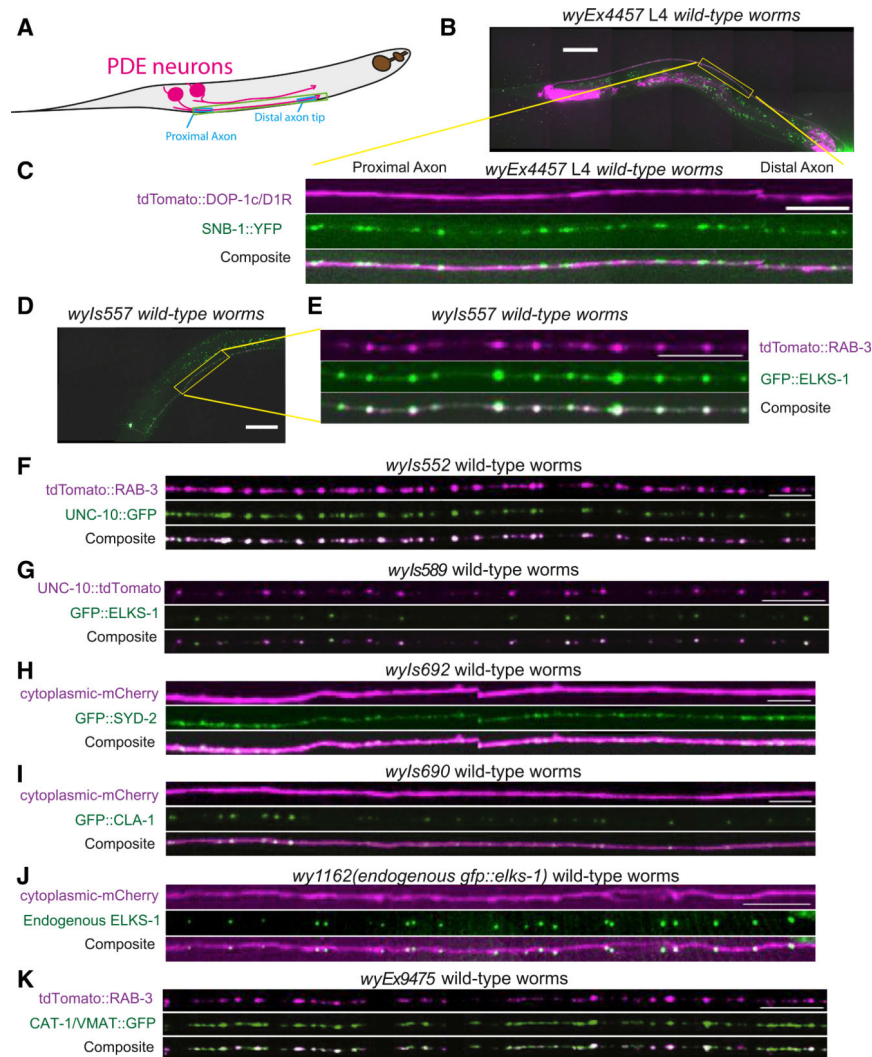 A
PDE neurons
Proximal Axon
Distal axon tip
B
wyEx4457 L4 wild-type worms
C
Proximal Axon
wyEx4457 L4 wild-type worms
Distal Axon
tdTomato::DOP-1c/D1R
SNB-1::YFP
Composite
D
wyIs557 wild-type worms
E
wyIs557 wild-type worms
tdTomato::RAB-3
GFP::ELKS-1
Composite
F
wyIs552 wild-type worms
tdTomato::RAB-3
UNC-10::GFP
Composite
G
wyIs589 wild-type worms
UNC-10::tdTomato
GFP::ELKS-1
Composite
H
wyIs692 wild-type worms
cytoplasmic-mCherry
GFP::SYD-2
Composite
I
wyIs690 wild-type worms
cytoplasmic-mCherry
GFP::CLA-1
Composite
J
wy1162(endogenous gfp::elks-1) wild-type worms
cytoplasmic-mCherry
Endogenous ELKS-1
Composite
K
wyEx9475 wild-type worms
tdTomato::RAB-3
CAT-1/VMAT::GFP
Composite